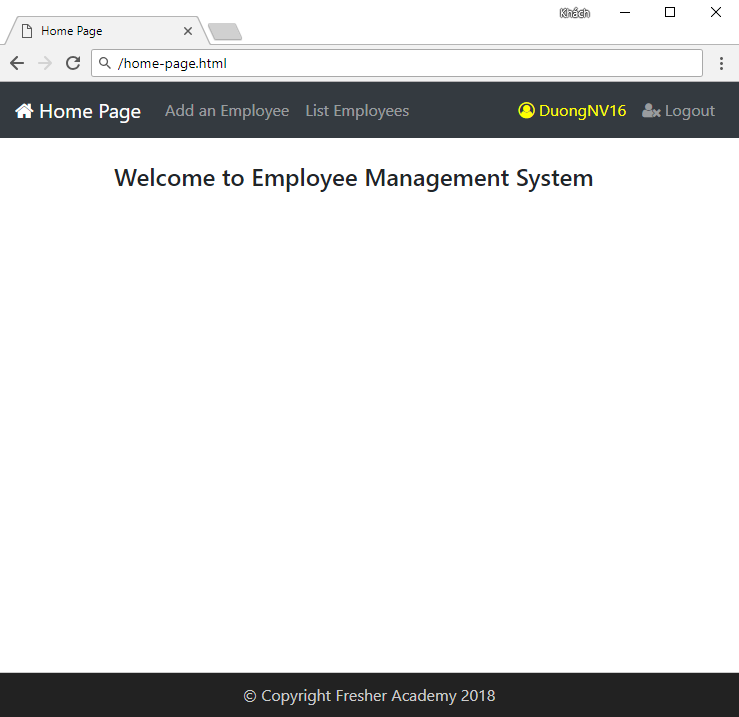 Khách
Home Page
/home-page.html
Home Page Add an Employee List Employees DuongNV16 Logout
Welcome to Employee Management System
© Copyright Fresher Academy 2018